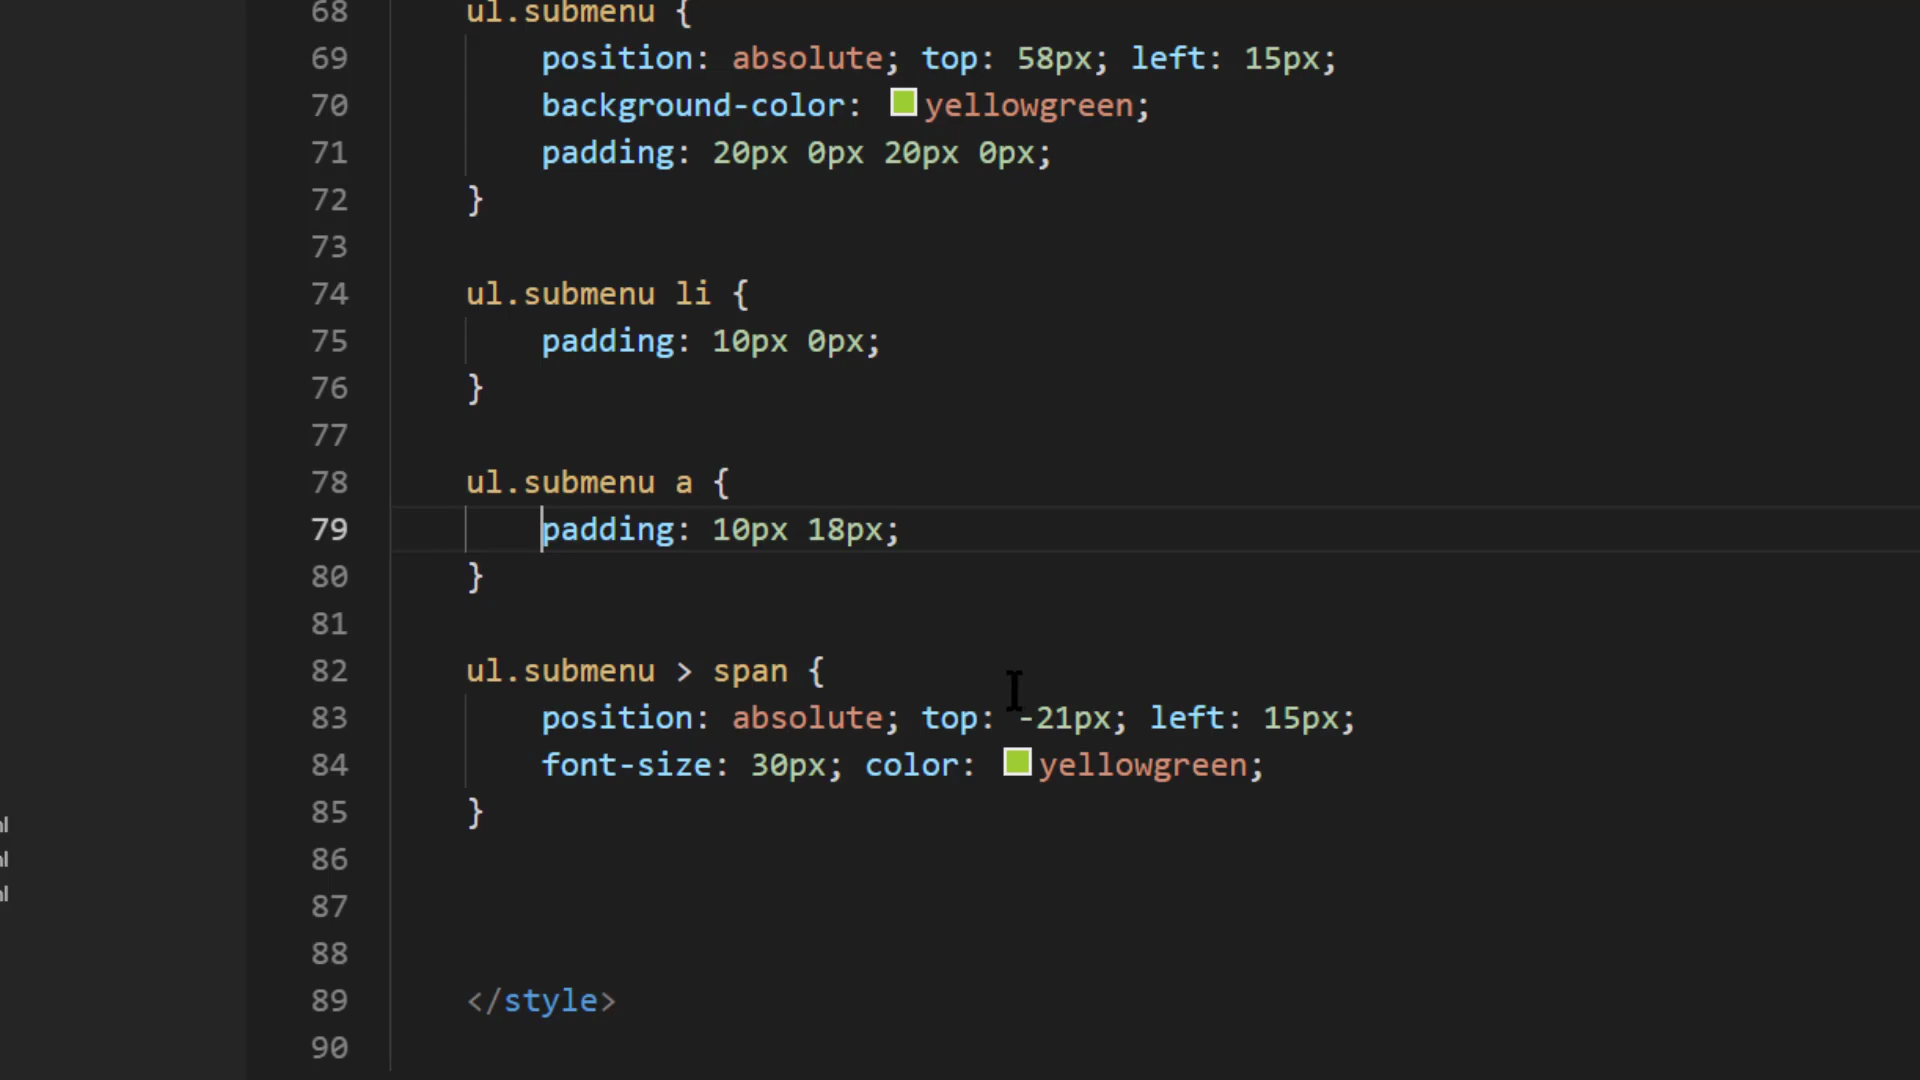 68 ul.submenu {
69 position: absolute; top: 58px; left: 15px;
70 background-color: yellowgreen;
71 padding: 20px 0px 20px 0px;
72 }
73
74 ul.submenu li {
75 padding: 10px 0px;
76 }
77
78 ul.submenu a {
79 padding: 10px 18px;
80 }
81
82 ul.submenu > span {
83 position: absolute; top: -21px; left: 15px;
84 font-size: 30px; color: yellowgreen;
85 }
86
87
88
89 </style>
90